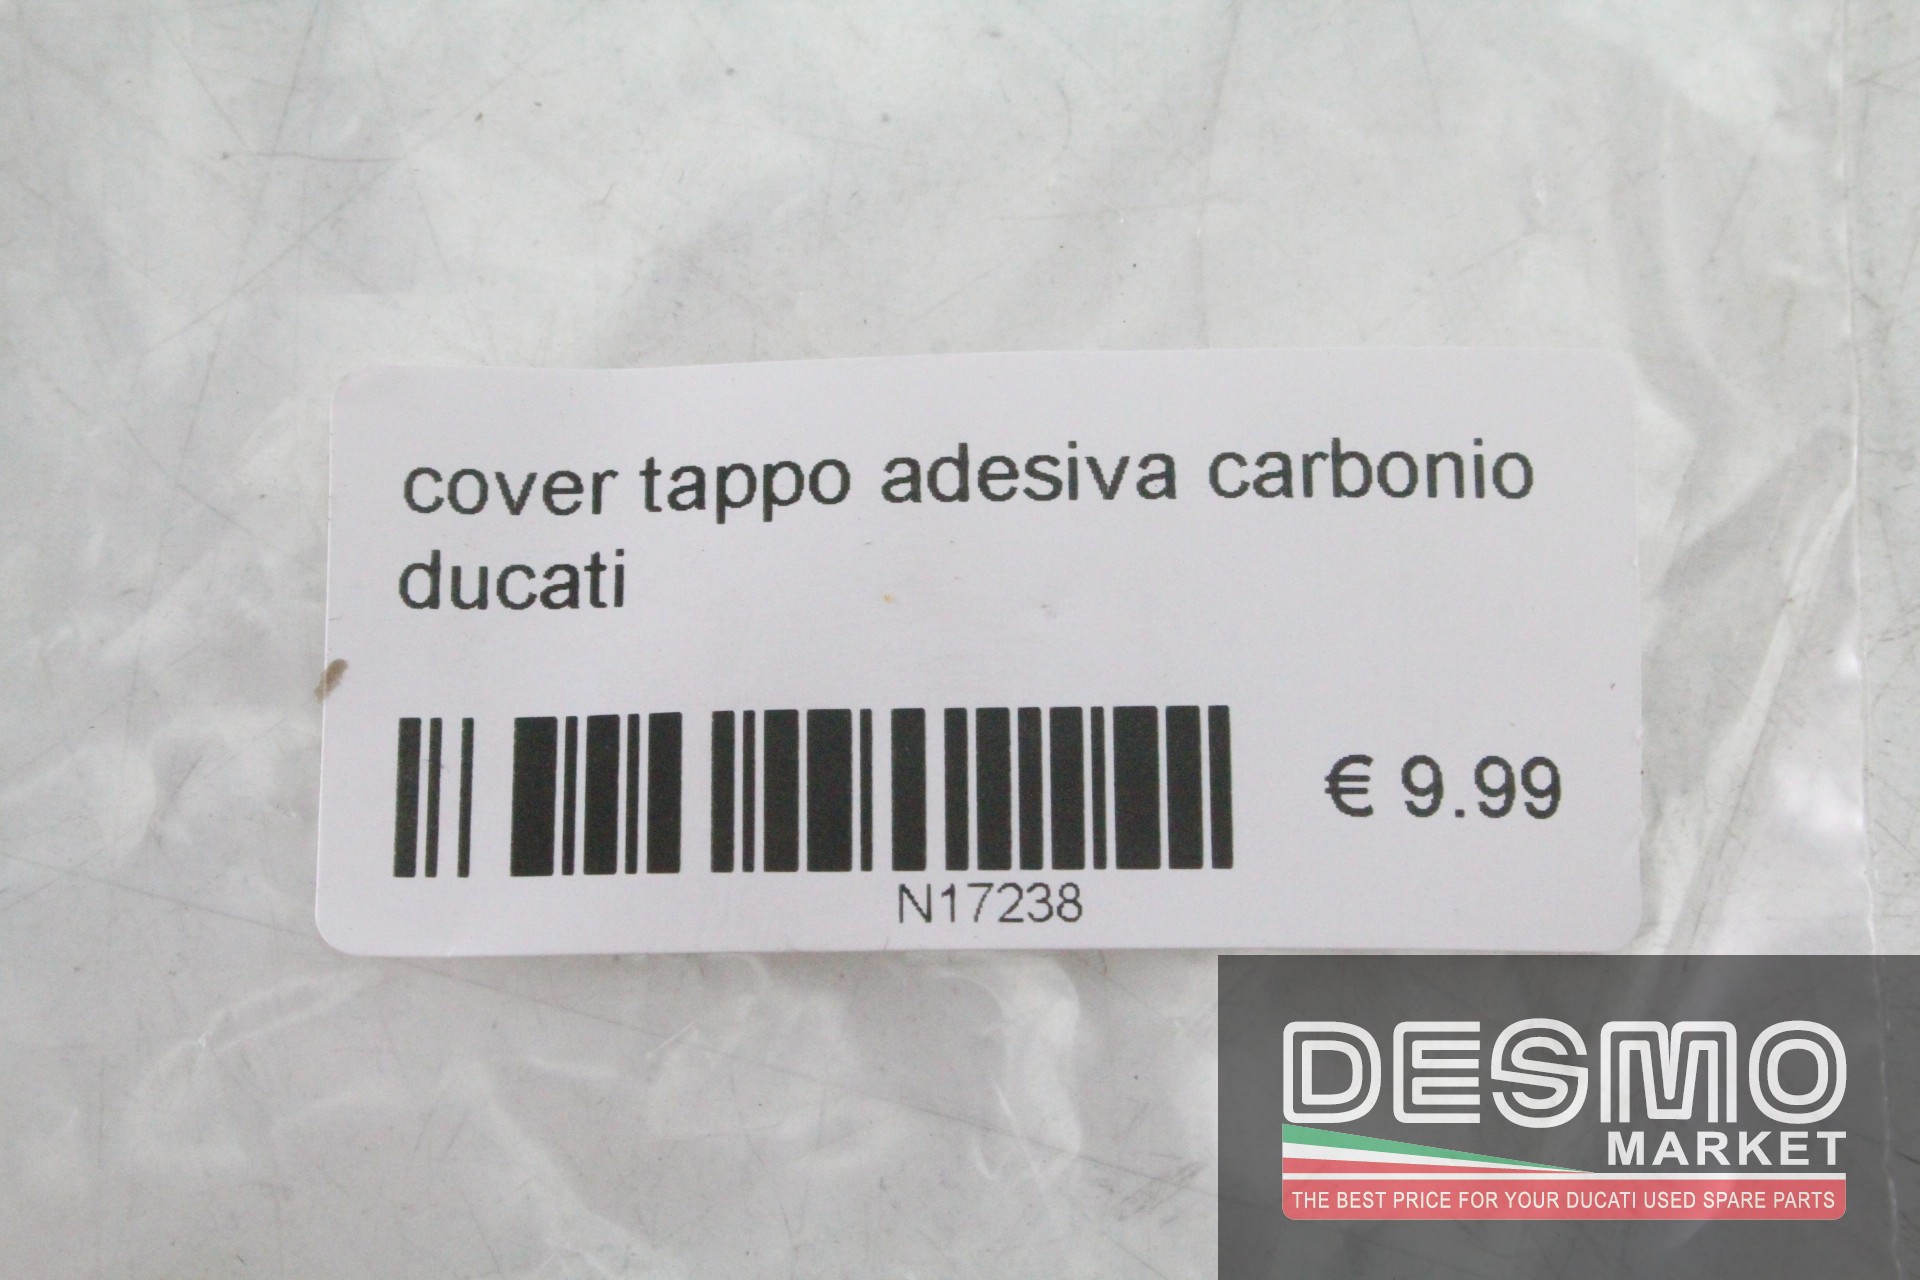 cover tappo adesiva carbonio
ducati
€ 9.99
N17238
DESMO
MARKET
THE BEST PRICE FOR YOUR DUCATI USED SPARE PARTS